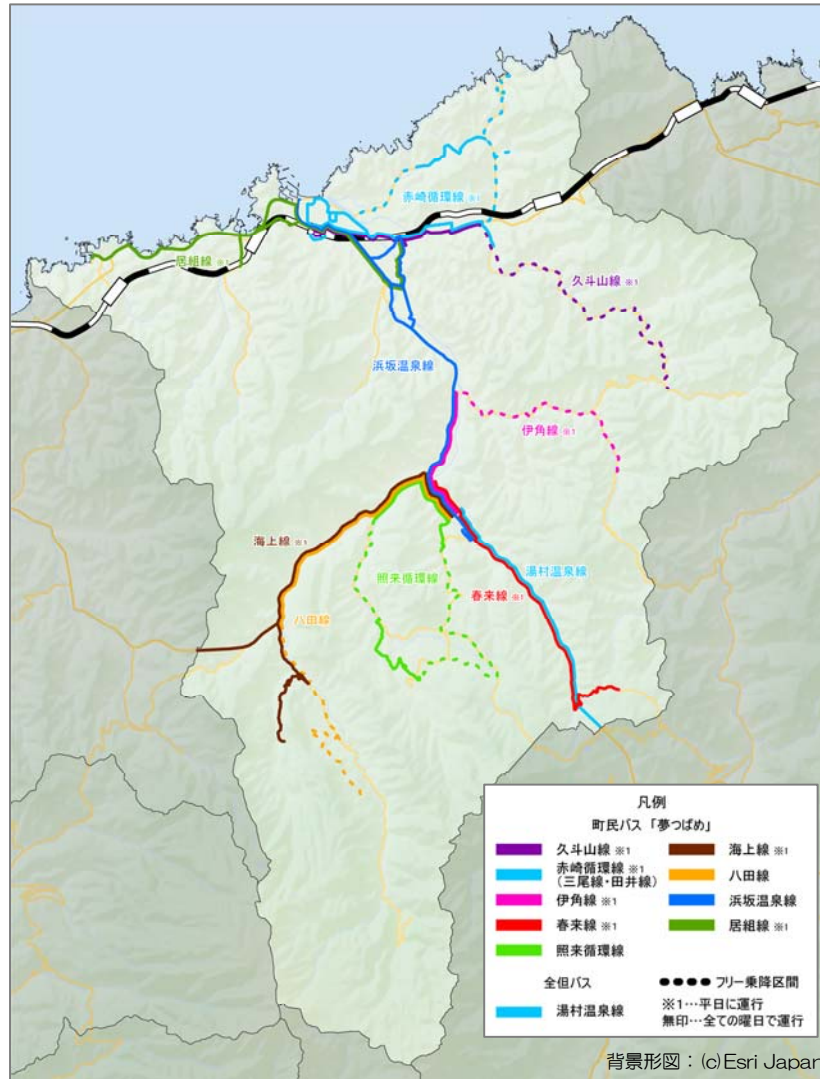 赤崎循環線 ※1
居組線 ※1
久斗山線 ※1
浜坂温泉線
伊角線 ※1
海上線 ※1
照来循環線
湯村温泉線
春来線 ※1
八田線
凡例
町民バス 「夢つばめ」
久斗山線 ※1
海上線 ※1
赤崎循環線 ※1
(三尾線・田井線)
八田線
伊角線 ※1
浜坂温泉線
春来線 ※1
居組線 ※1
照来循環線
全但バス
フリー乗降区間
湯村温泉線
※1…平日に運行
無印…全ての曜日で運行
背景形図:(c)Esri Japan